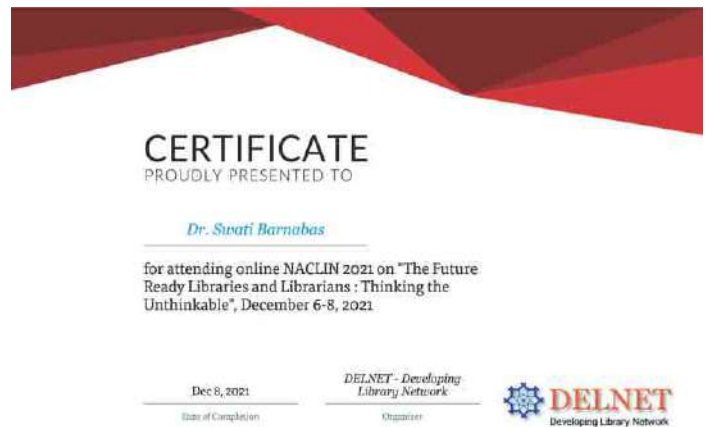 CERTIFICATE
PROUDLY PRESENTED TO
Dr. Swati Barnabas
for attending online NACLIN 2021 on "The Future
Ready Libraries and Librarians : Thinking the
Unthinkable", December 6-8, 2021
Dec 8, 2021
Date of Completion
DELNET - Developing
Library Network
Organiser
DELNET
Developing Library Network